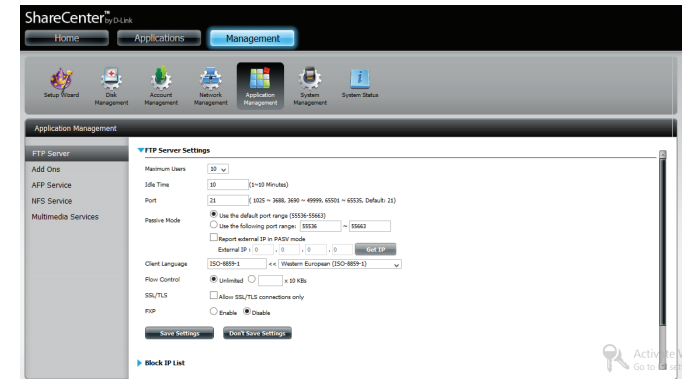 ShareCenter™ by D-Link
Home Applications Management
Setup Wizard Disk Management Account Management Network Management Application Management System Management System Status
Application Management
FTP Server
Add Ons
AFP Service
NFS Service
Multimedia Services
FTP Server Settings
Maximum Users 10
Idle Time 10 (1~10 Minutes)
Port 21 ( 1025 ~ 3688, 3690 ~ 49999, 65501 ~ 65535, Default: 21)
Passive Mode Use the default port range (55536-55663)
Use the following port range: 55536 ~ 55663
Report external IP in PASV mode
External IP : 0 . 0 . 0 . 0 Get IP
Client Language ISO-8859-1 << Western European (ISO-8859-1)
Flow Control Unlimited x 10 KBs
SSL/TLS Allow SSL/TLS connections only
FXP Enable Disable
Save Settings Don't Save Settings
Block IP List
Activate W
Go to set